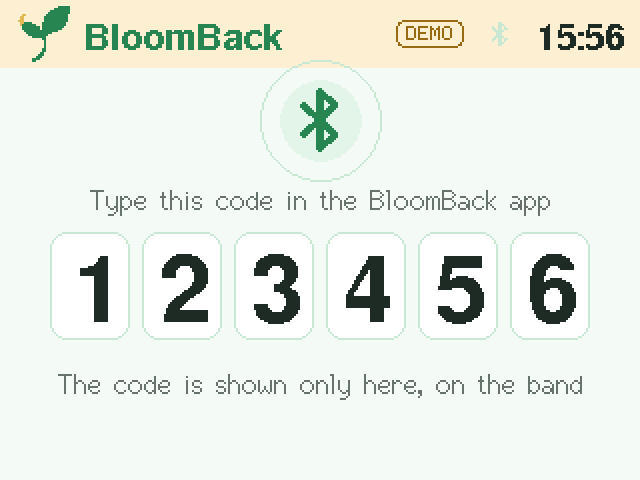 BloomBack
DEMO
15:56
Type this code in the BloomBack app
1 2 3 4 5 6
The code is shown only here, on the band